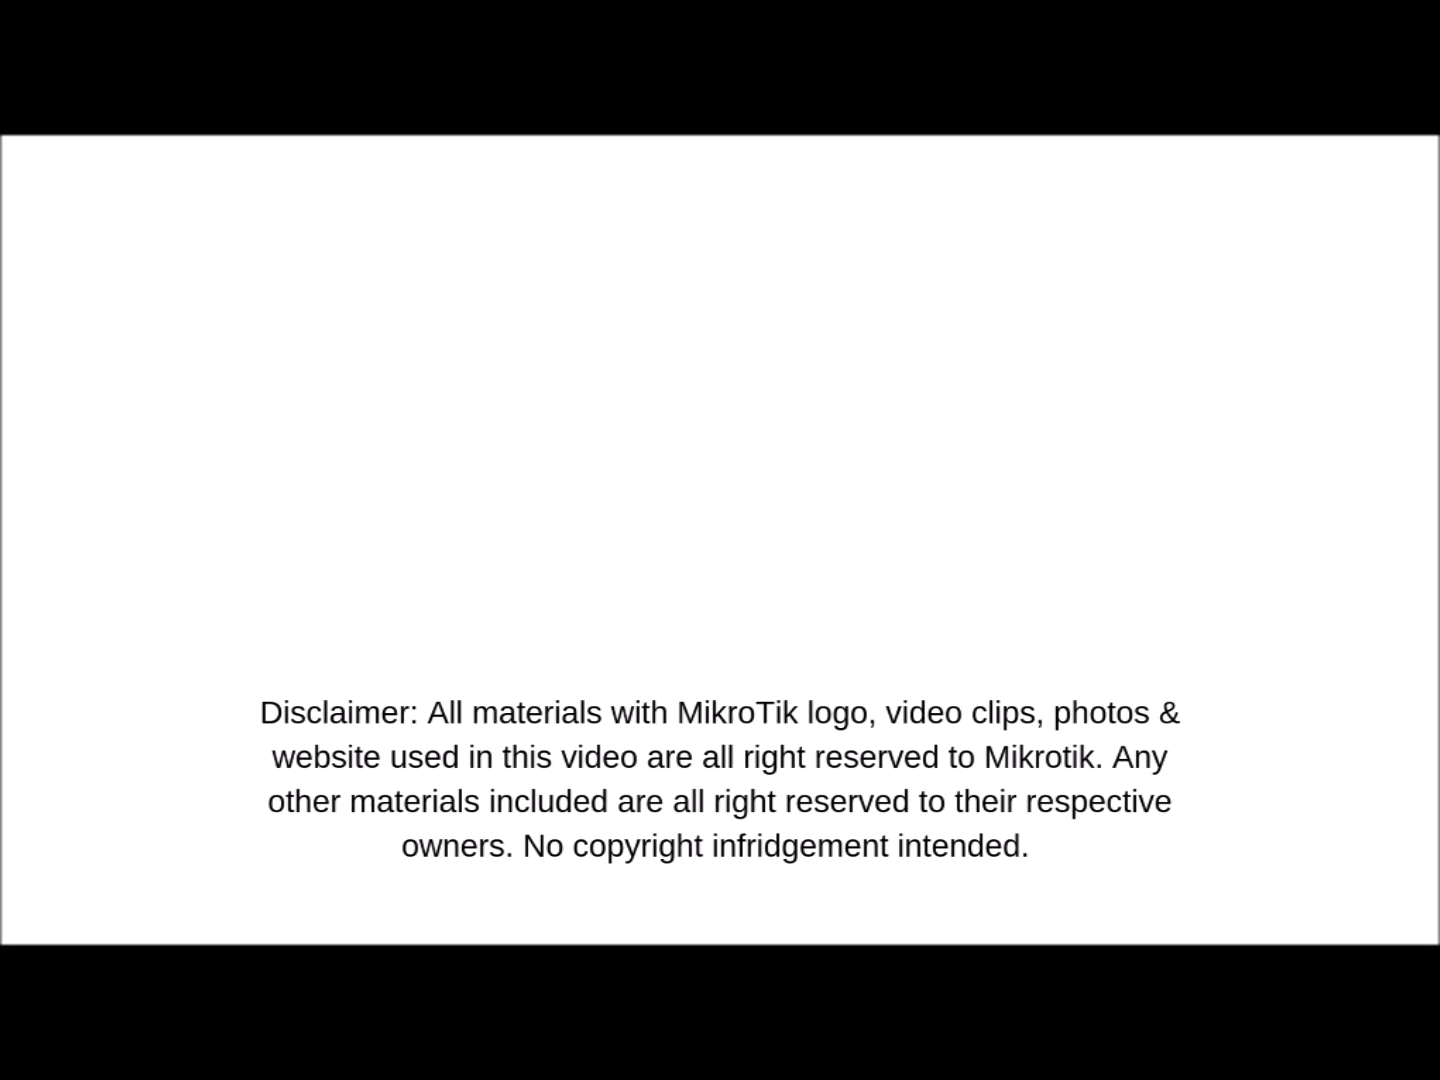 Disclaimer: All materials with MikroTik logo, video clips, photos &
website used in this video are all right reserved to Mikrotik. Any
other materials included are all right reserved to their respective
owners. No copyright infridgement intended.